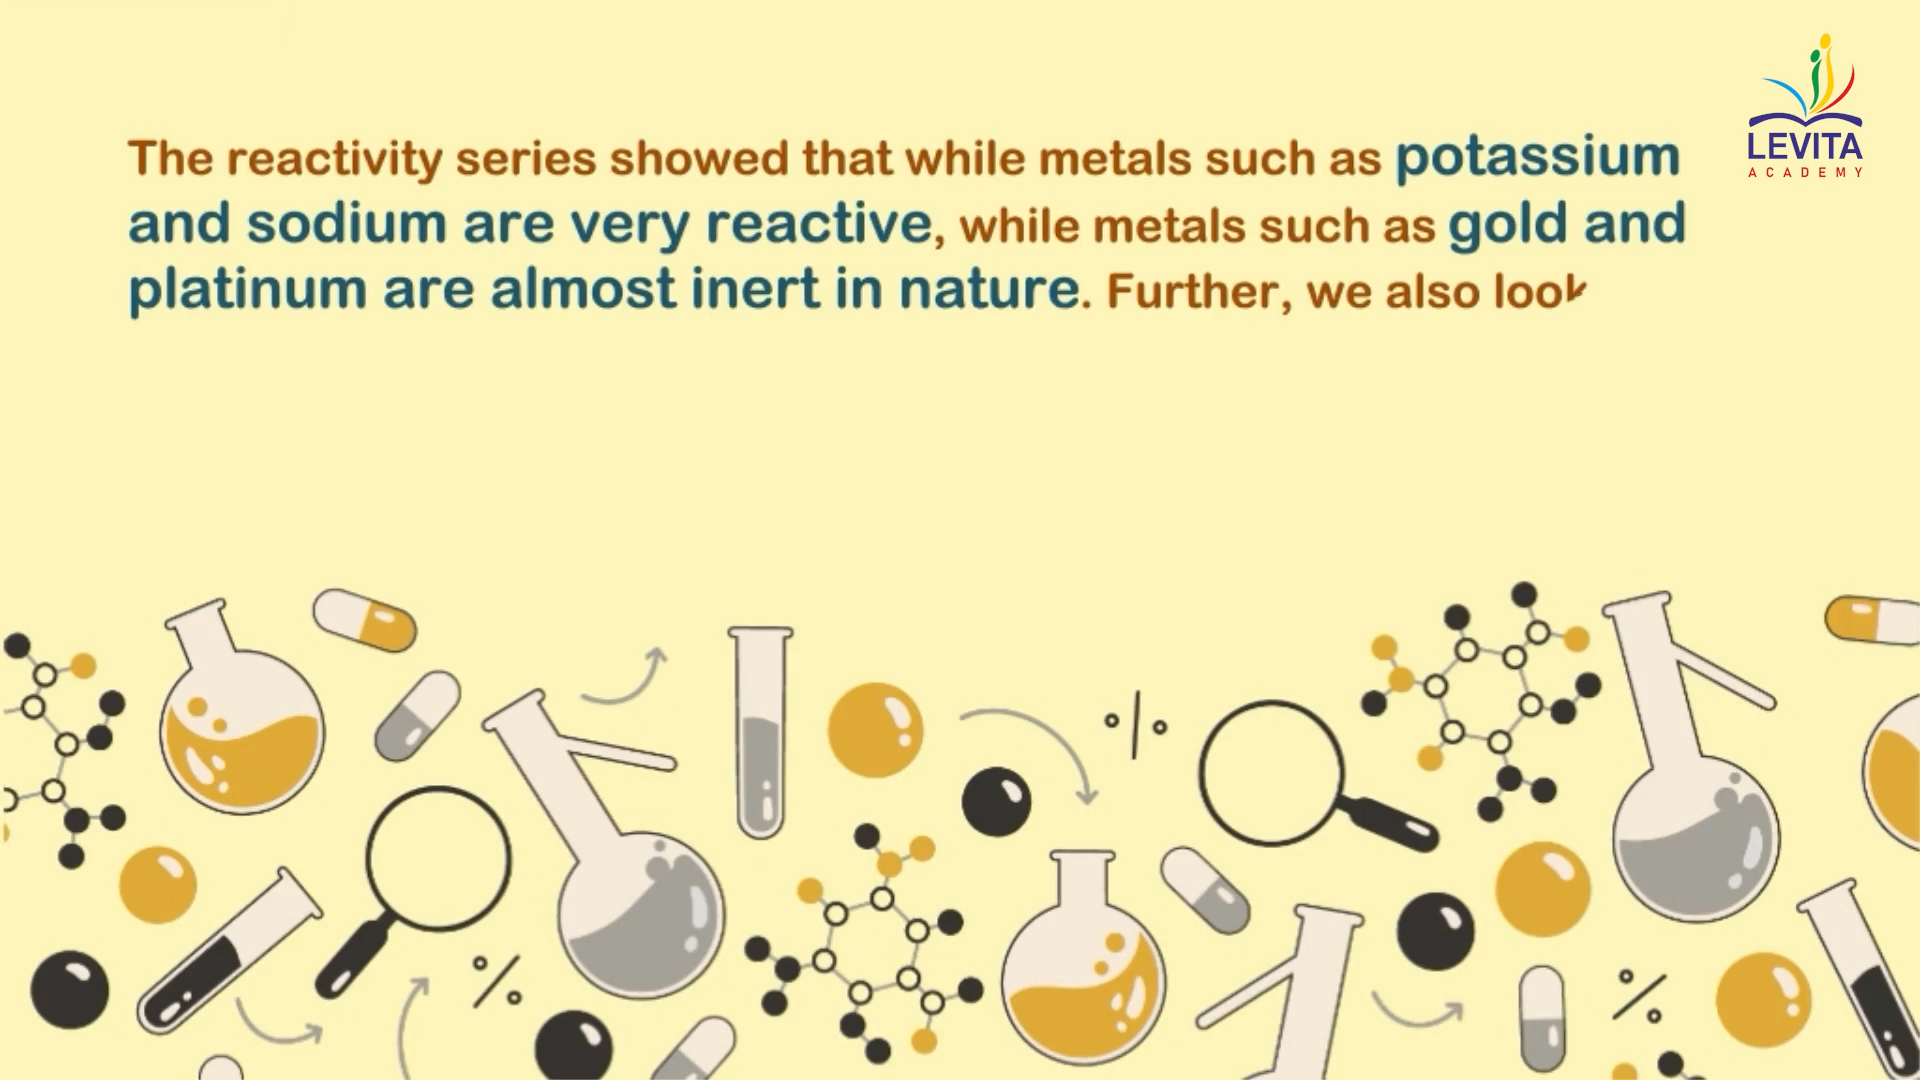 The reactivity series showed that while metals such as potassium
and sodium are very reactive, while metals such as gold and
platinum are almost inert in nature. Further, we also look
LEVITA
ACADEMY